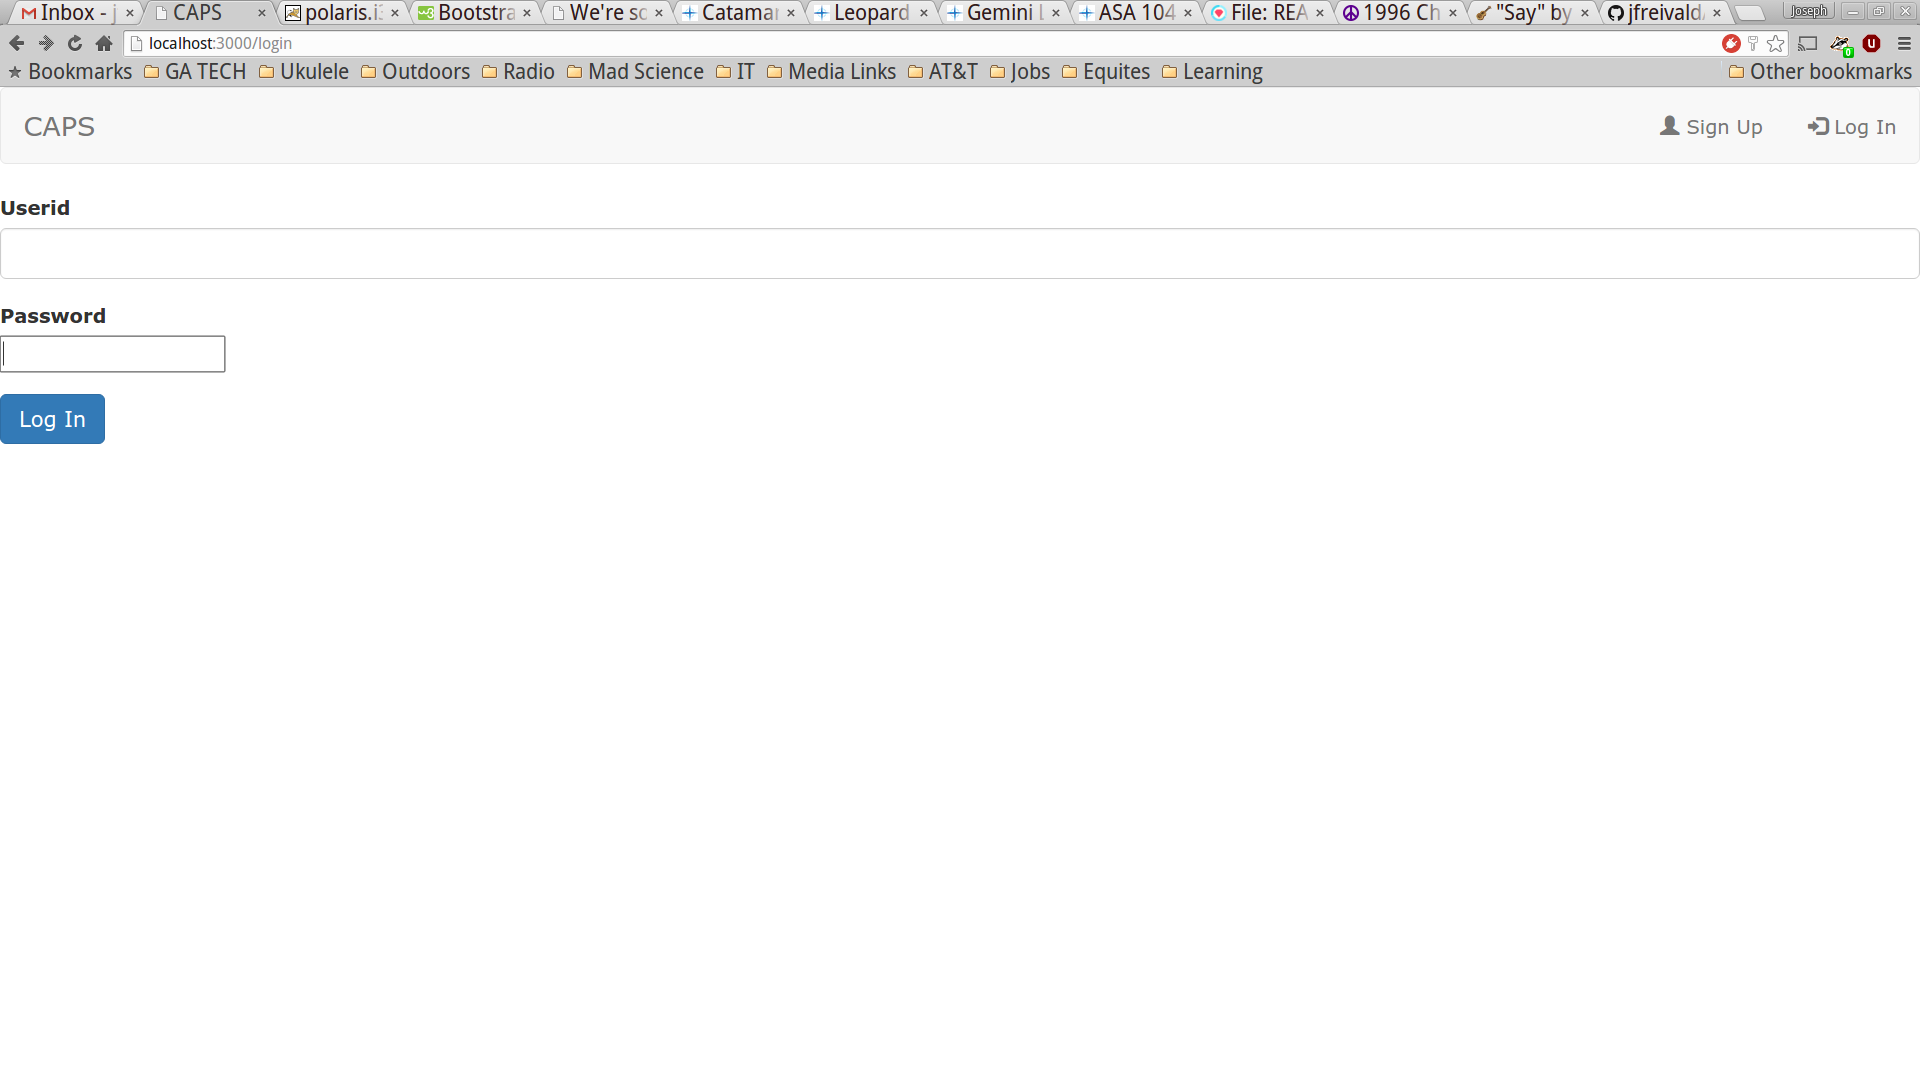 Inbox - j CAPS polaris.i Bootstra We're so Catamar Leopard Gemini L ASA 104 File: REA 1996 Ch "Say" by jfreivald Joseph
localhost:3000/login
Bookmarks GA TECH Ukulele Outdoors Radio Mad Science IT Media Links AT&T Jobs Equites Learning Other bookmarks
CAPS Sign Up Log In
Userid
Password
Log In